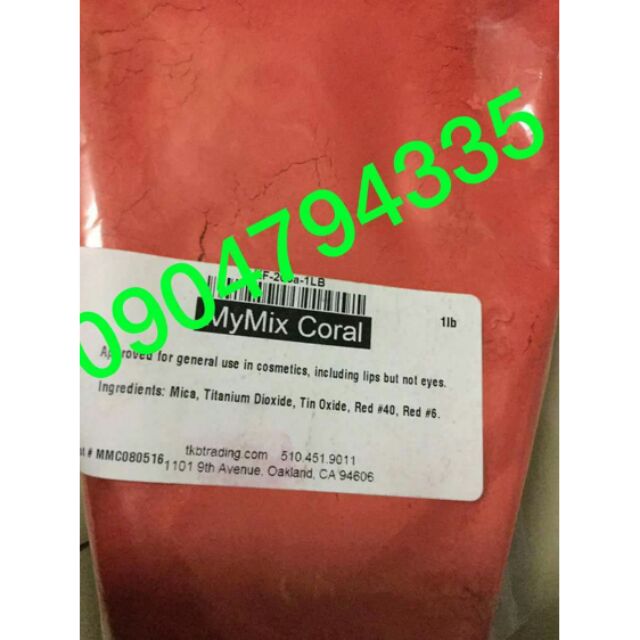 0904794335
-1LB
MyMix Coral
1lb
Approved for general use in cosmetics, including lips but not eyes.
Ingredients: Mica, Titanium Dioxide, Tin Oxide, Red #40, Red #6.
# MMC080516
tkbtrading.com 510.451.9011
1101 9th Avenue, Oakland, CA 94606